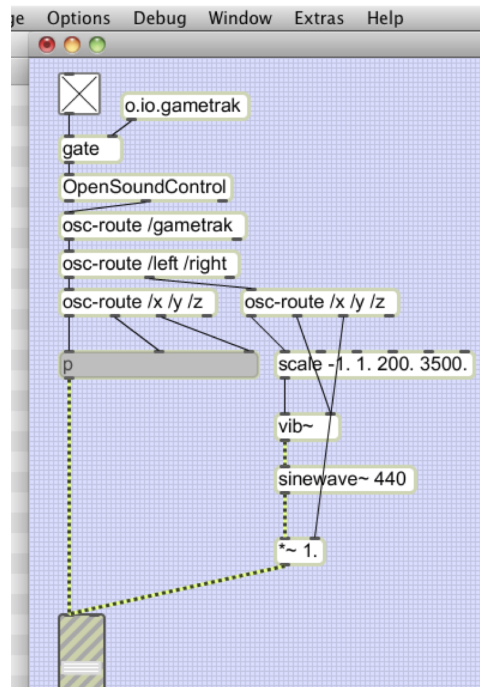 Options Debug Window Extras Help
o.io.gametrak
gate
OpenSoundControl
osc-route /gametrak
osc-route /left /right
osc-route /x /y /z
osc-route /x /y /z
p
scale -1. 1. 200. 3500.
vib~
sinewave~ 440
*~ 1.